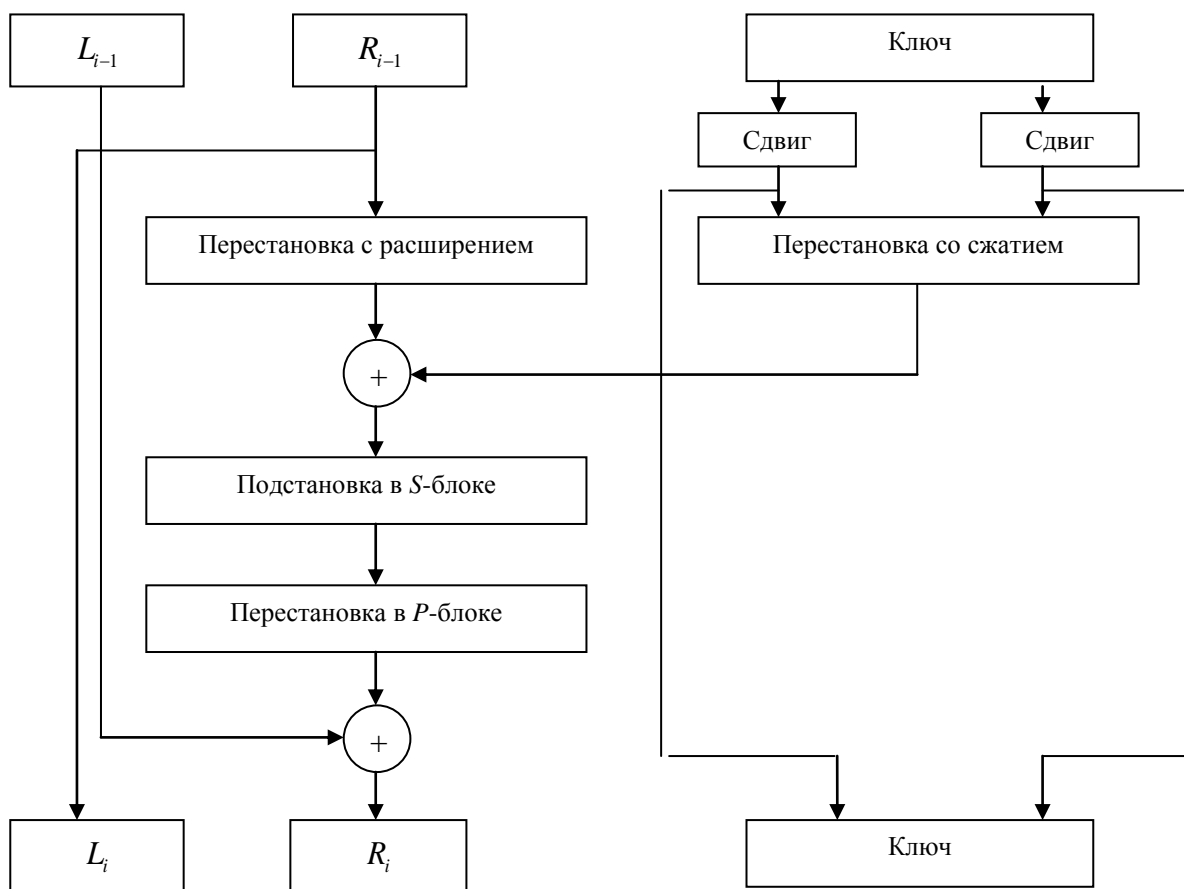 L_{i-1}
R_{i-1}
Ключ
Сдвиг
Сдвиг
Перестановка с расширением
Перестановка со сжатием
+
Подстановка в S-блоке
Перестановка в P-блоке
+
L_i
R_i
Ключ